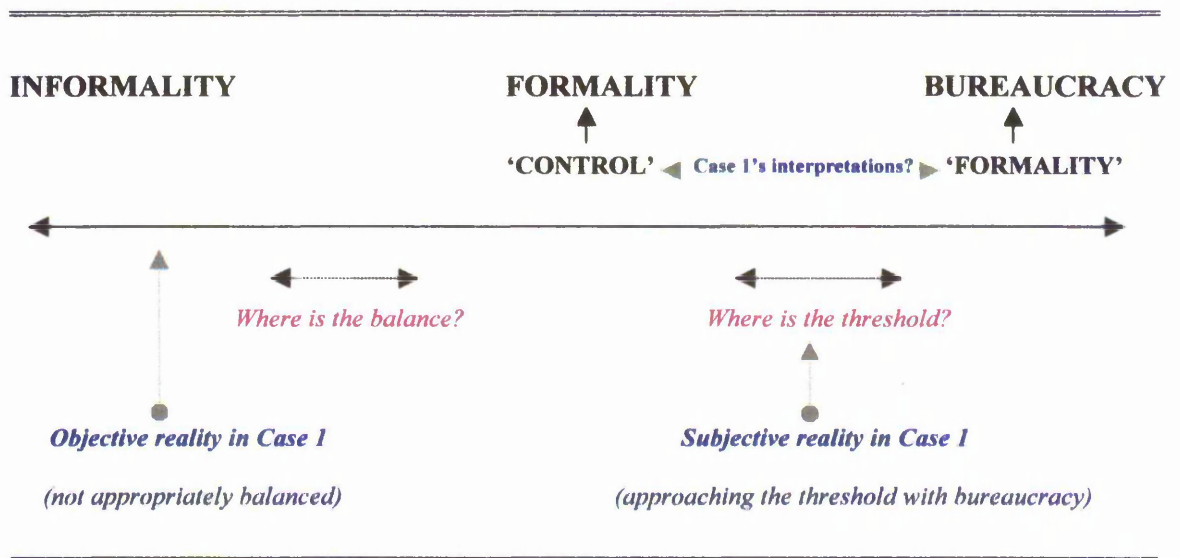 INFORMALITY FORMALITY BUREAUCRACY
‘CONTROL’ Case 1's interpretations? ‘FORMALITY’
Where is the balance? Where is the threshold?
Objective reality in Case 1 Subjective reality in Case 1
(not appropriately balanced) (approaching the threshold with bureaucracy)